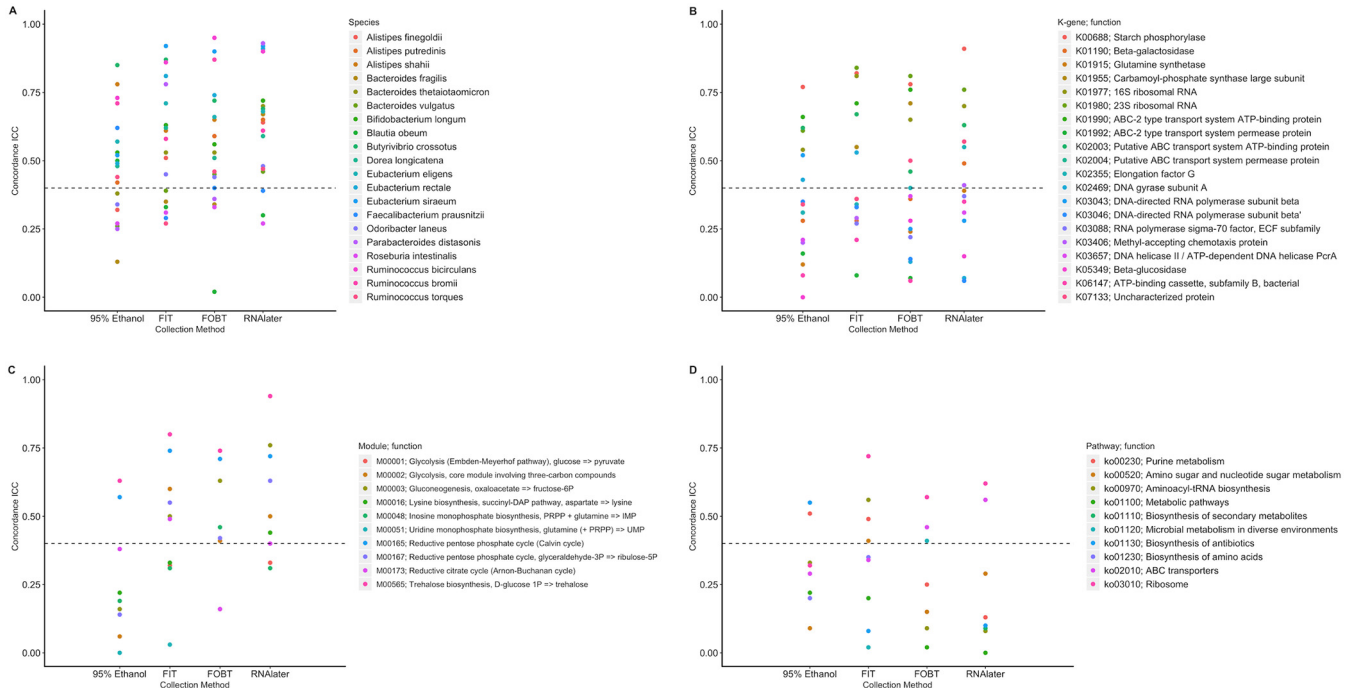 A
Concordance ICC
1.00
0.75
0.50
0.25
0.00
95% Ethanol FIT FOBT RNAlater
Collection Method
Species
Alistipes finegoldii
Alistipes putredinis
Alistipes shahii
Bacteroides fragilis
Bacteroides thetaiotaomicron
Bacteroides vulgatus
Bifidobacterium longum
Blautia obeum
Butyrivibrio crossotus
Dorea longicatena
Eubacterium eligens
Eubacterium rectale
Eubacterium siraeum
Faecalibacterium prausnitzii
Odoribacter laneus
Parabacteroides distasonis
Roseburia intestinalis
Ruminococcus bicirculans
Ruminococcus bromii
Ruminococcus torques
B
Concordance ICC
1.00
0.75
0.50
0.25
0.00
95% Ethanol FIT FOBT RNAlater
Collection Method
K-gene; function
K00688; Starch phosphorylase
K01190; Beta-galactosidase
K01915; Glutamine synthetase
K01955; Carbamoyl-phosphate synthase large subunit
K01977; 16S ribosomal RNA
K01980; 23S ribosomal RNA
K01990; ABC-2 type transport system ATP-binding protein
K01992; ABC-2 type transport system permease protein
K02003; Putative ABC transport system ATP-binding protein
K02004; Putative ABC transport system permease protein
K02355; Elongation factor G
K02469; DNA gyrase subunit A
K03043; DNA-directed RNA polymerase subunit beta
K03046; DNA-directed RNA polymerase subunit beta'
K03088; RNA polymerase sigma-70 factor, ECF subfamily
K03406; Methyl-accepting chemotaxis protein
K03657; DNA helicase II / ATP-dependent DNA helicase PcrA
K05349; Beta-glucosidase
K06147; ATP-binding cassette, subfamily B, bacterial
K07133; Uncharacterized protein
C
Concordance ICC
1.00
0.75
0.50
0.25
0.00
95% Ethanol FIT FOBT RNAlater
Collection Method
Module; function
M00001; Glycolysis (Embden-Meyerhof pathway), glucose => pyruvate
M00002; Glycolysis, core module involving three-carbon compounds
M00003; Gluconeogenesis, oxaloacetate => fructose-6P
M00016; Lysine biosynthesis, succinyl-DAP pathway, aspartate => lysine
M00048; Inosine monophosphate biosynthesis, PRPP + glutamine => IMP
M00051; Uridine monophosphate biosynthesis, glutamine (+ PRPP) => UMP
M00165; Reductive pentose phosphate cycle (Calvin cycle)
M00167; Reductive pentose phosphate cycle, glyceraldehyde-3P => ribulose-5P
M00173; Reductive citrate cycle (Arnon-Buchanan cycle)
M00565; Trehalose biosynthesis, D-glucose 1P => trehalose
D
Concordance ICC
1.00
0.75
0.50
0.25
0.00
95% Ethanol FIT FOBT RNAlater
Collection Method
Pathway; function
ko00230; Purine metabolism
ko00520; Amino sugar and nucleotide sugar metabolism
ko00970; Aminoacyl-tRNA biosynthesis
ko01100; Metabolic pathways
ko01110; Biosynthesis of secondary metabolites
ko01120; Microbial metabolism in diverse environments
ko01130; Biosynthesis of antibiotics
ko01230; Biosynthesis of amino acids
ko02010; ABC transporters
ko03010; Ribosome